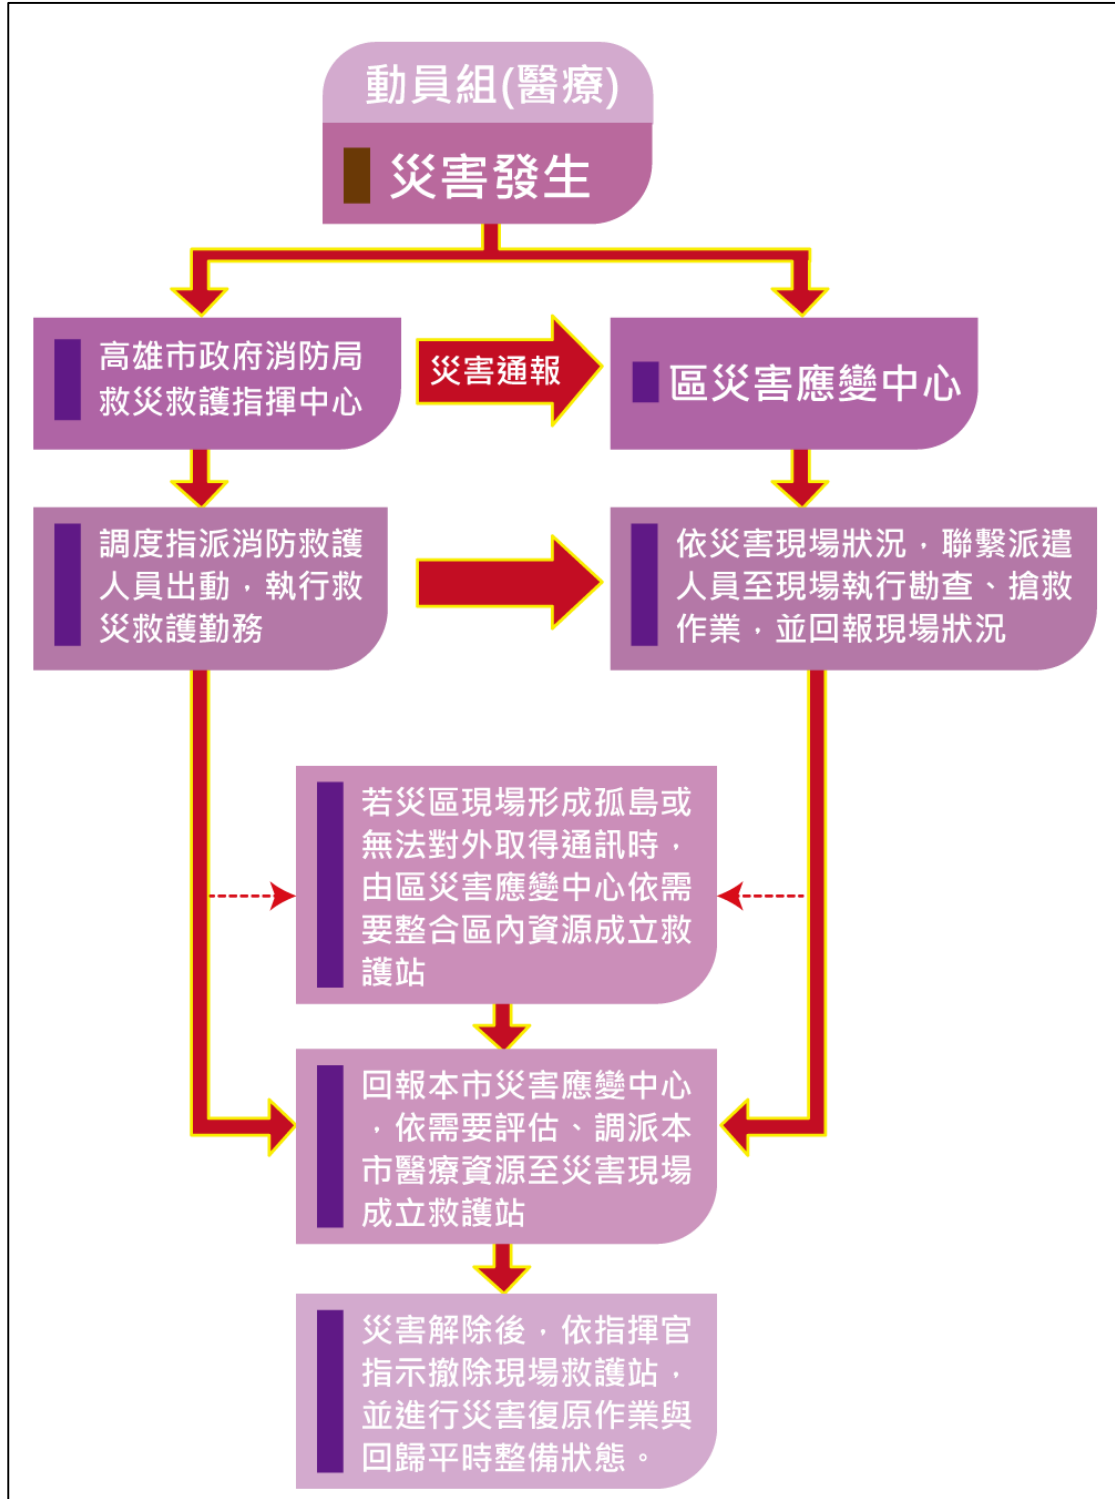 動員組(醫療)
災害發生
高雄市政府消防局
救災救護指揮中心
災害通報
區災害應變中心
調度指派消防救護
人員出動，執行救
災救護勤務
依災害現場狀況，聯繫派遣
人員至現場執行勘查、搶救
作業，並回報現場狀況
若災區現場形成孤島或
無法對外取得通訊時，
由區災害應變中心依需
要整合區內資源成立救
護站
回報本市災害應變中心
，依需要評估、調派本
市醫療資源至災害現場
成立救護站
災害解除後，依指揮官
指示撤除現場救護站，
並進行災害復原作業與
回歸平時整備狀態。